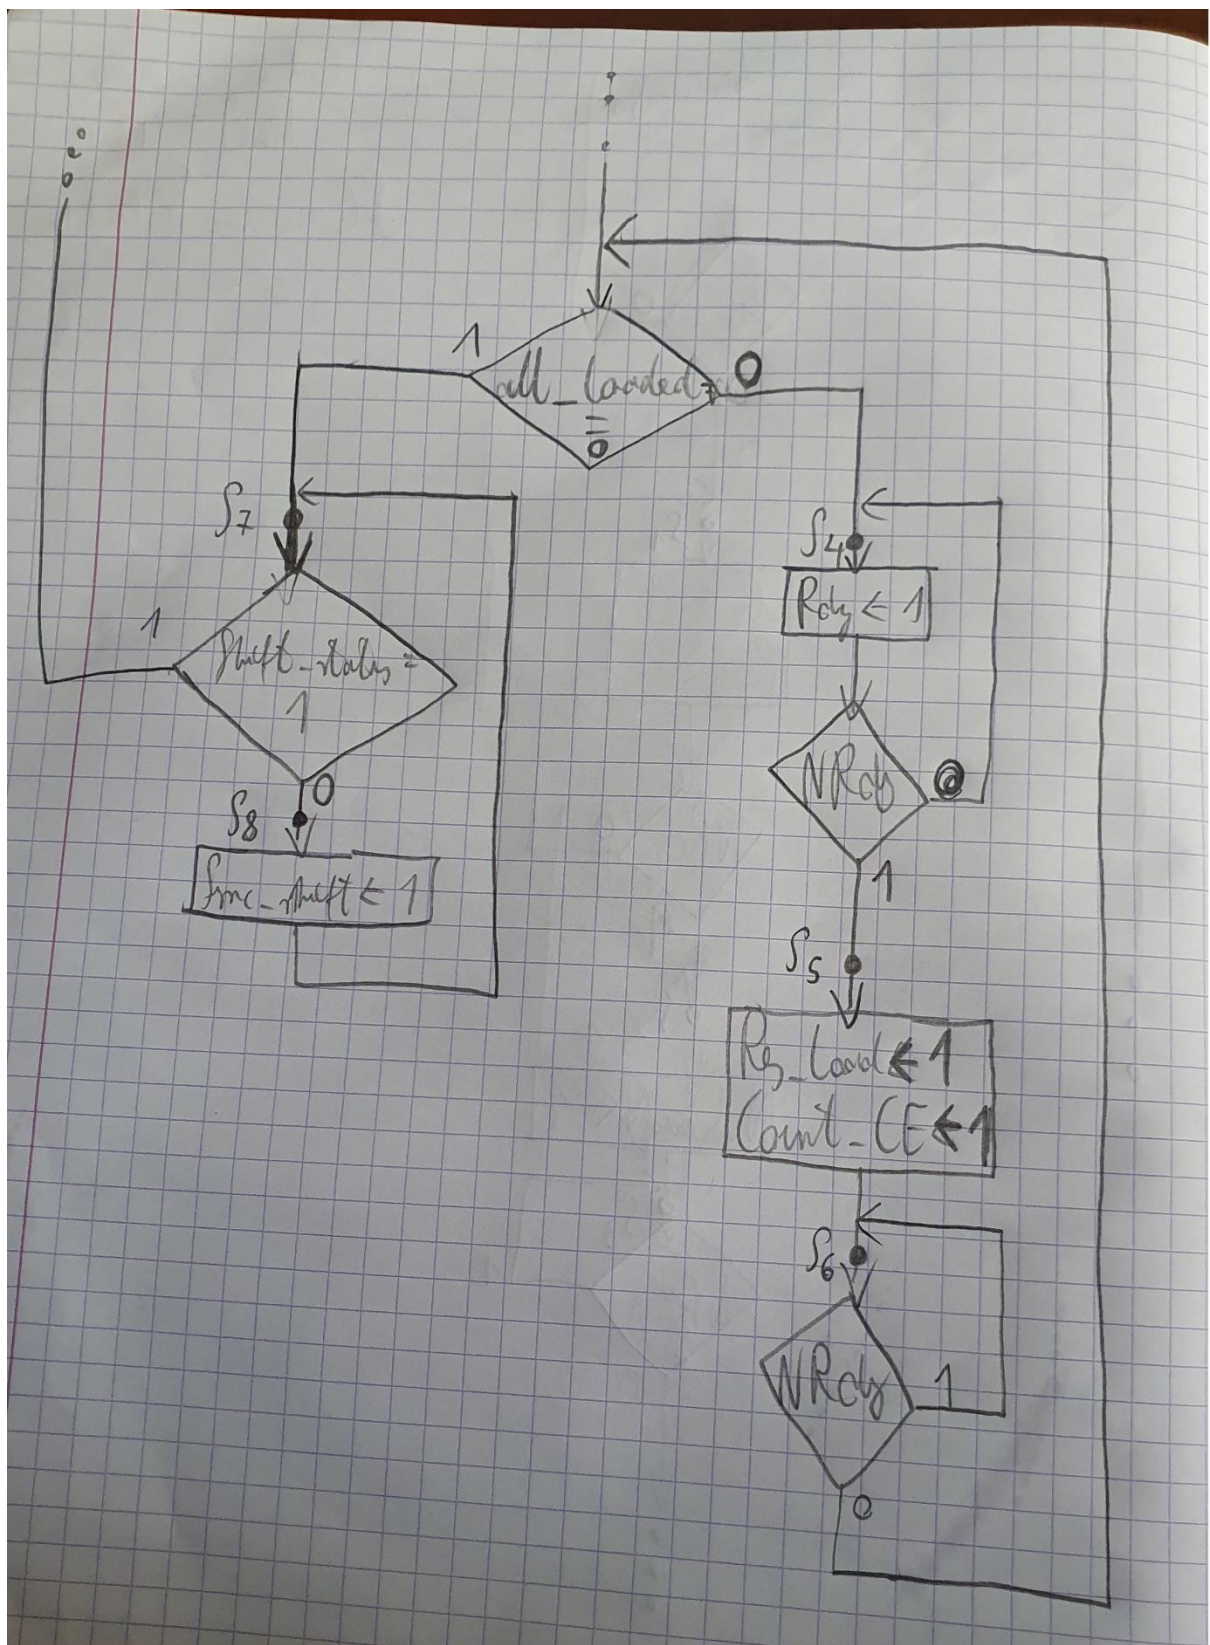 1
0
all_loaded
=
0
S7
S4
Rdy ← 1
1
Shift_status =
1
NRdy
0
0
S8
1
Func_shift ← 1
S5
Rg_Load ← 1
Count_CE ← 1
S6
NRdy
1
0